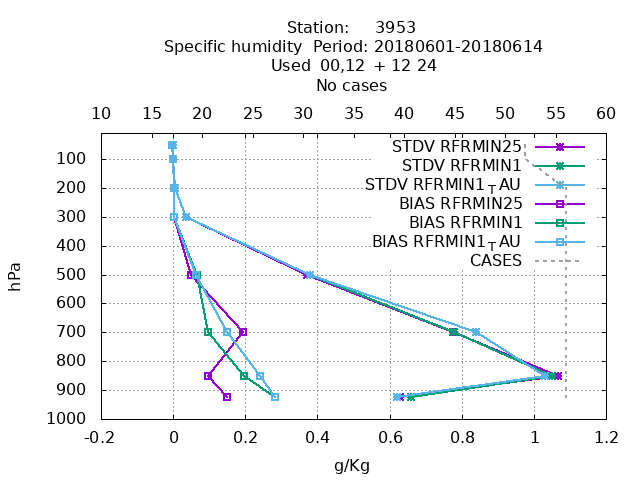 Station: 3953
Specific humidity Period: 20180601-20180614
Used 00,12 + 12 24
No cases
10 15 20 25 30 35 40 45 50 55 60
STDV RFRMIN25
100
STDV RFRMIN1
STDV RFRMIN1TAU
200
BIAS RFRMIN25
300
BIAS RFRMIN1
BIAS RFRMIN1TAU
400
CASES
500
600
700
800
900
1000
hPa
-0.2 0 0.2 0.4 0.6 0.8 1 1.2
g/Kg